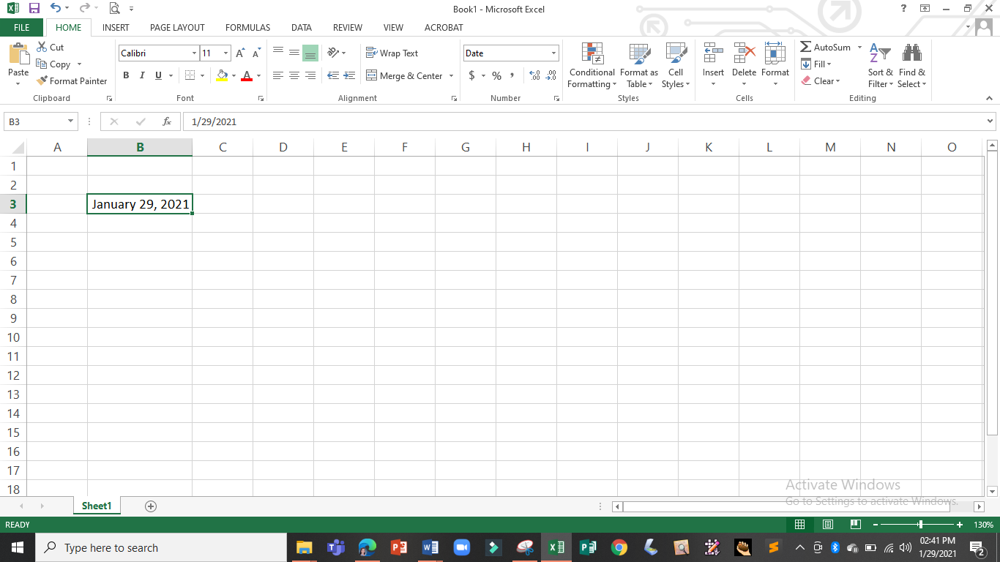 Book1 - Microsoft Excel
?
FILE HOME INSERT PAGE LAYOUT FORMULAS DATA REVIEW VIEW ACROBAT
Paste
Cut
Copy
Format Painter
Clipboard
Calibri 11 A A
B I U A
Font
Wrap Text
Merge & Center
Alignment
Date
$ % , .0 .00 .00 .0
Number
Conditional Formatting
Format as Table
Cell Styles
Styles
Insert
Delete
Format
Cells
AutoSum
Fill
Clear
Sort & Filter
Find & Select
Editing
B3 fx 1/29/2021
A B C D E F G H I J K L M N O
1
2
3 January 29, 2021
4
5
6
7
8
9
10
11
12
13
14
15
16
17
18
Activate Windows
Go to Settings to activate Windows.
Sheet1
READY 130%
Type here to search
02:41 PM
1/29/2021
2